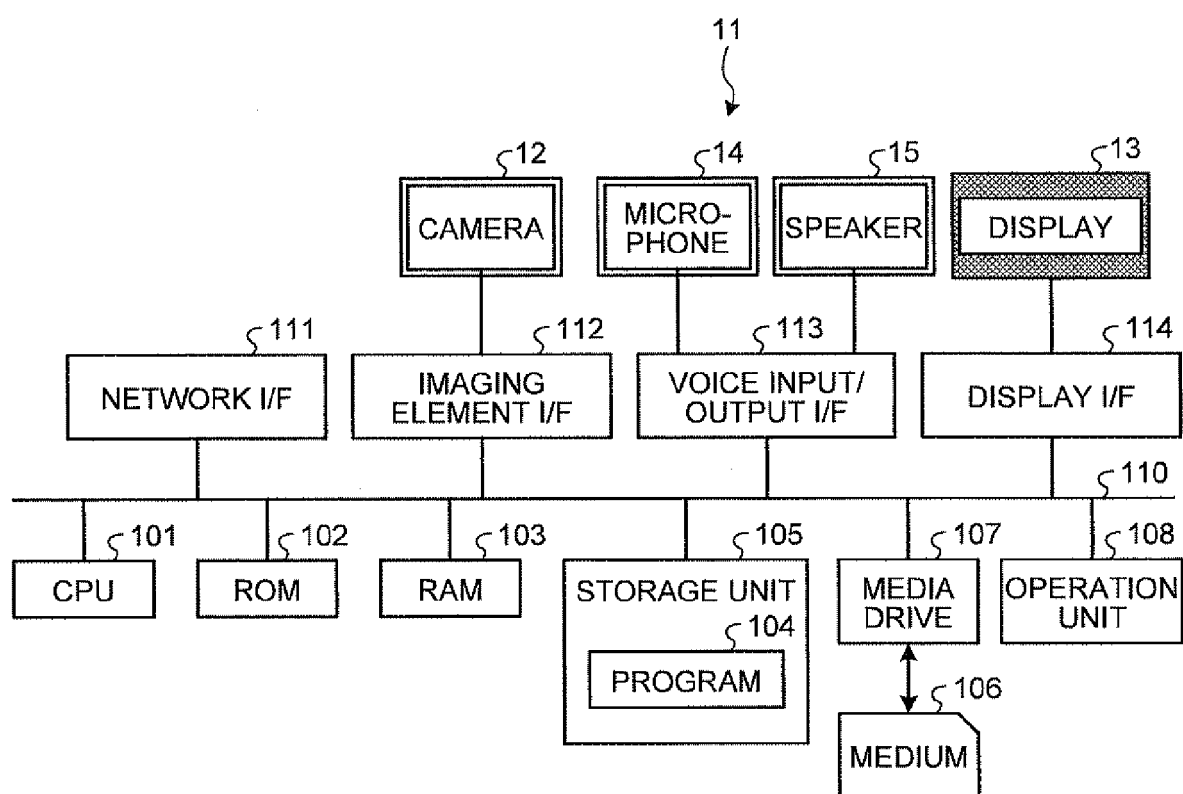 11
12
14
15
13
CAMERA
MICRO-
PHONE
SPEAKER
DISPLAY
111
112
113
114
NETWORK I/F
IMAGING
ELEMENT I/F
VOICE INPUT/
OUTPUT I/F
DISPLAY I/F
110
101
102
103
105
107
108
CPU
ROM
RAM
STORAGE UNIT
MEDIA
DRIVE
OPERATION
UNIT
104
PROGRAM
106
MEDIUM